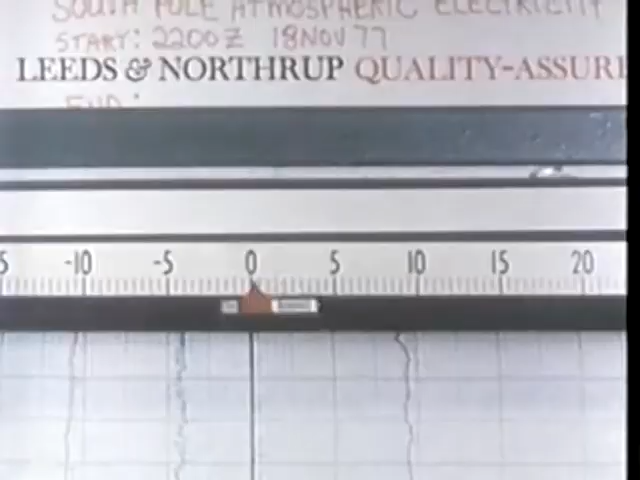 SOUTH POLE ATMOSPHERIC ELECTRICITY
START: 2200Z 18NOV77
LEEDS & NORTHRUP QUALITY-ASSURE
END:
5 -10 -5 0 5 10 15 20